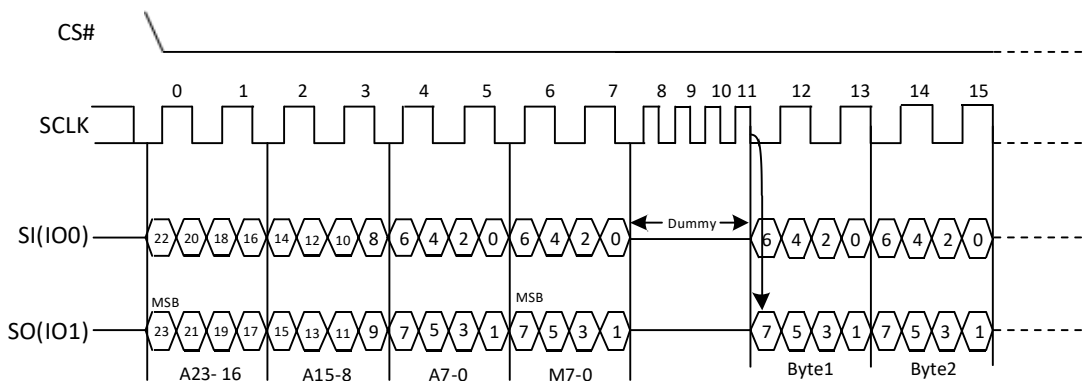 CS#
0 1 2 3 4 5 6 7 8 9 10 11 12 13 14 15
SCLK
SI(IO0) 22 20 18 16 14 12 10 8 6 4 2 0 6 4 2 0 Dummy 6 4 2 0 6 4 2 0
MSB MSB
SO(IO1) 23 21 19 17 15 13 11 9 7 5 3 1 7 5 3 1 7 5 3 1 7 5 3 1
A23- 16 A15-8 A7-0 M7-0 Byte1 Byte2